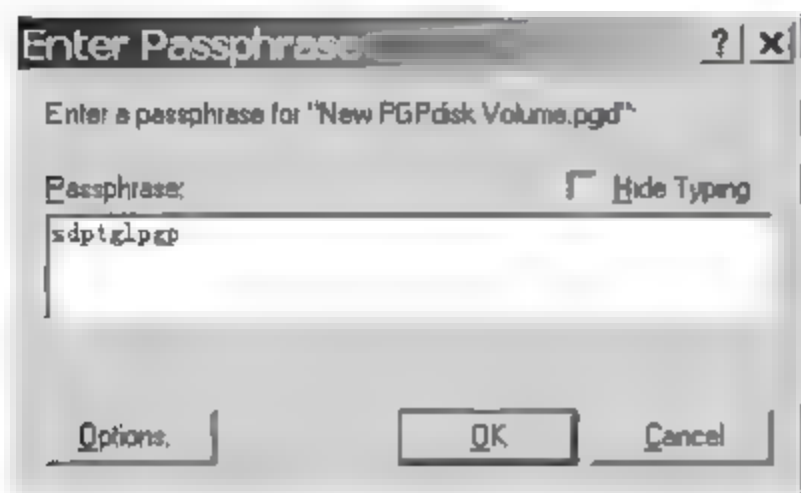 Enter Passphrase
Enter a passphrase for "New PGPdisk Volume.pgd"
Passphrase:
Hide Typing
sdptglpgp
Options.
OK
Cancel